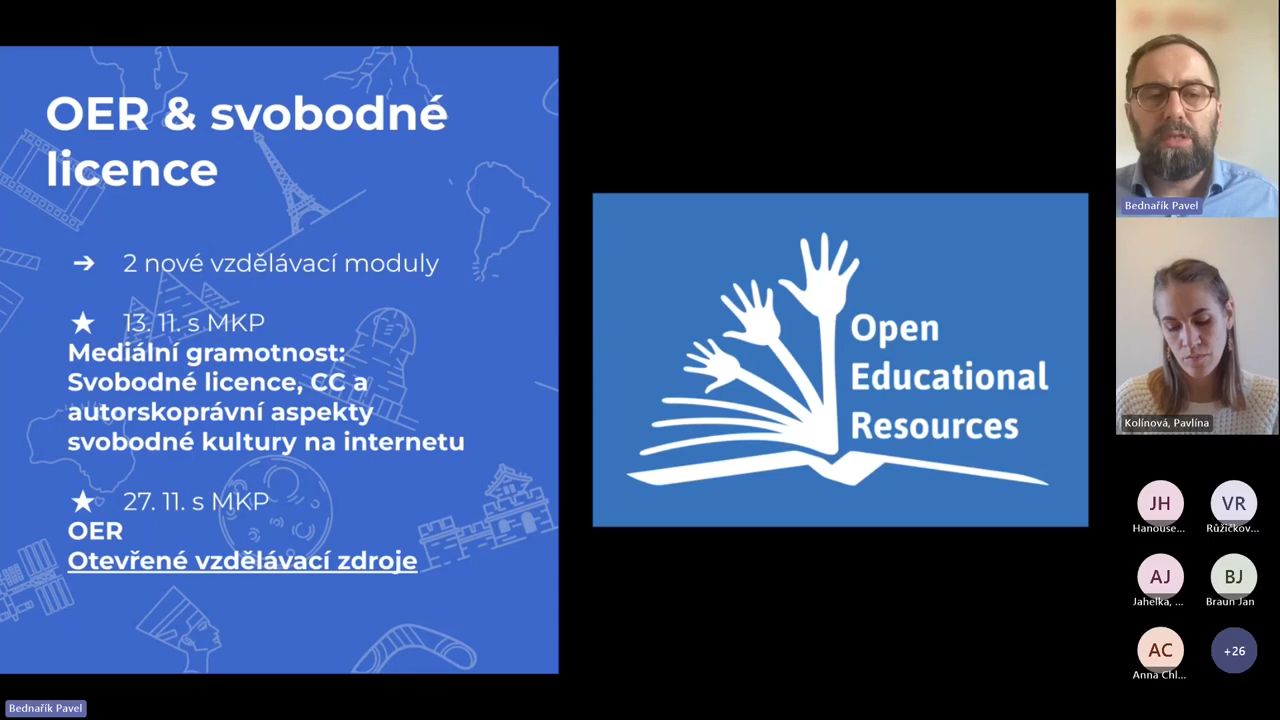 OER & svobodné
licence
➔ 2 nové vzdělávací moduly
★ 13. 11. s MKP
Mediální gramotnost:
Svobodné licence, CC a
autorskoprávní aspekty
svobodné kultury na internetu
★ 27. 11. s MKP
OER
Otevřené vzdělávací zdroje
Open
Educational
Resources
Bednařík Pavel
Kolínová, Pavlína
JH
Hanouse...
VR
Růžičkov...
AJ
Jahelka, ...
BJ
Braun Jan
AC
Anna Chl...
+26
Bednařík Pavel